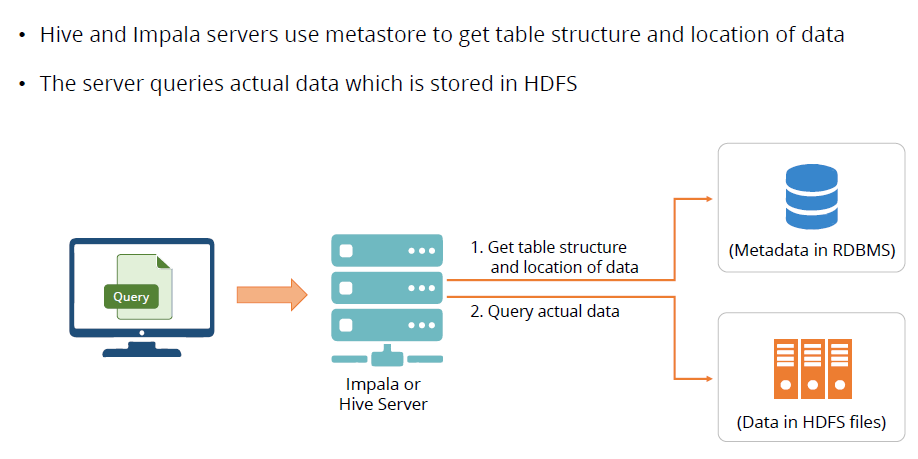 • Hive and Impala servers use metastore to get table structure and location of data
• The server queries actual data which is stored in HDFS
Query
Impala or
Hive Server
1. Get table structure
and location of data
2. Query actual data
(Metadata in RDBMS)
(Data in HDFS files)